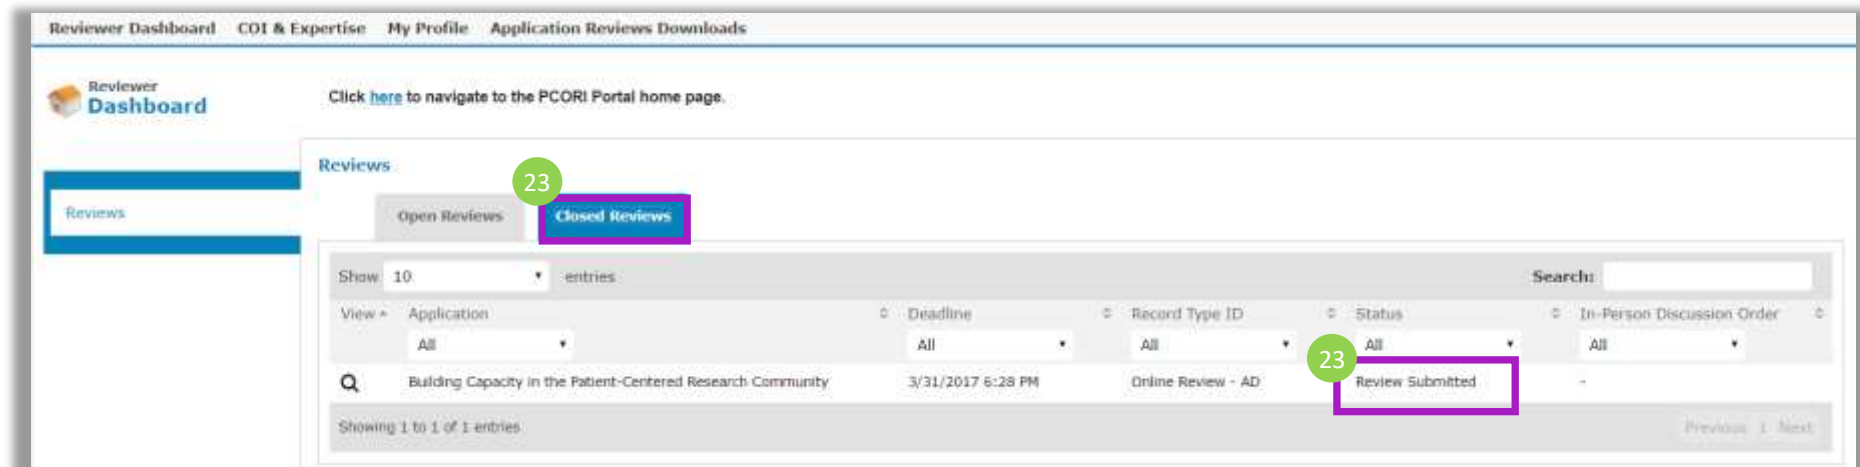 Reviewer Dashboard COI & Expertise My Profile Application Reviews Downloads
Reviewer
Dashboard
Click here to navigate to the PCORI Portal home page.
Reviews
Reviews
23
Open Reviews Closed Reviews
Show 10 entries Search:
View Application Deadline Record Type ID Status In-Person Discussion Order
All All All All All
23
Building Capacity in the Patient-Centered Research Community 3/31/2017 6:28 PM Online Review - AD Review Submitted -
Showing 1 to 1 of 1 entries Previous 1 Next